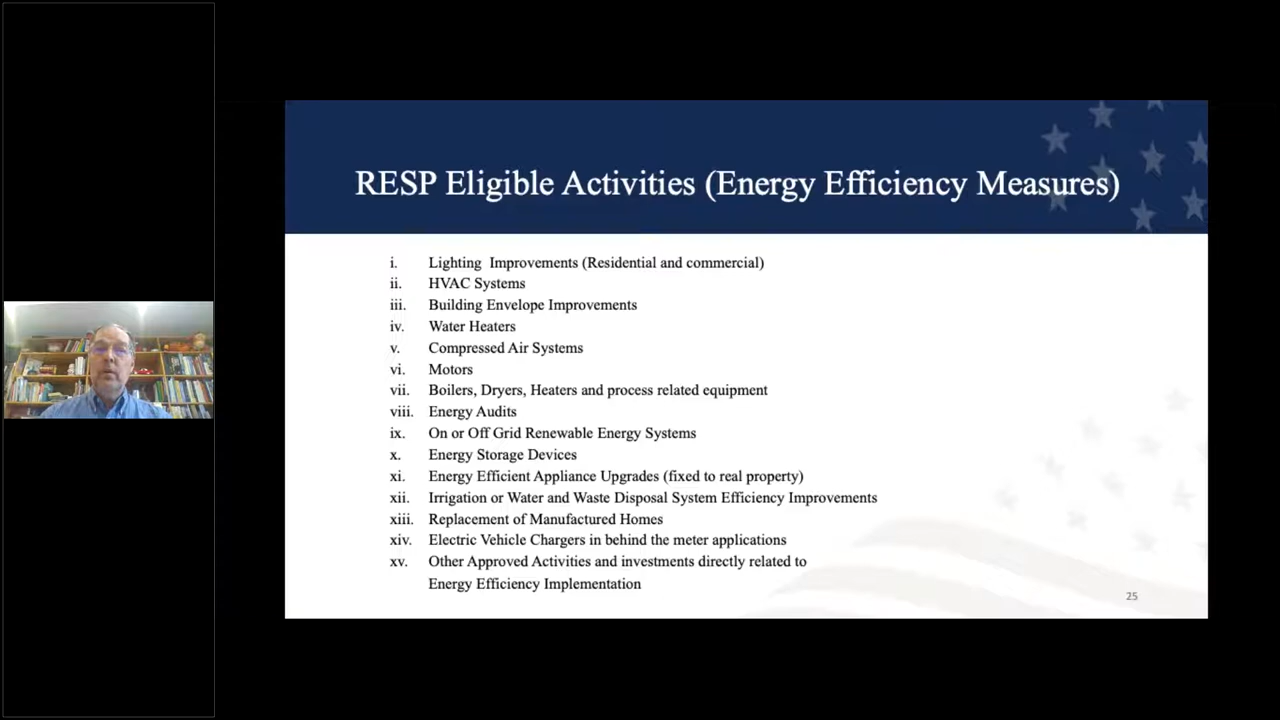 RESP Eligible Activities (Energy Efficiency Measures)
i. Lighting Improvements (Residential and commercial)
ii. HVAC Systems
iii. Building Envelope Improvements
iv. Water Heaters
v. Compressed Air Systems
vi. Motors
vii. Boilers, Dryers, Heaters and process related equipment
viii. Energy Audits
ix. On or Off Grid Renewable Energy Systems
x. Energy Storage Devices
xi. Energy Efficient Appliance Upgrades (fixed to real property)
xii. Irrigation or Water and Waste Disposal System Efficiency Improvements
xiii. Replacement of Manufactured Homes
xiv. Electric Vehicle Chargers in behind the meter applications
xv. Other Approved Activities and investments directly related to
Energy Efficiency Implementation
25